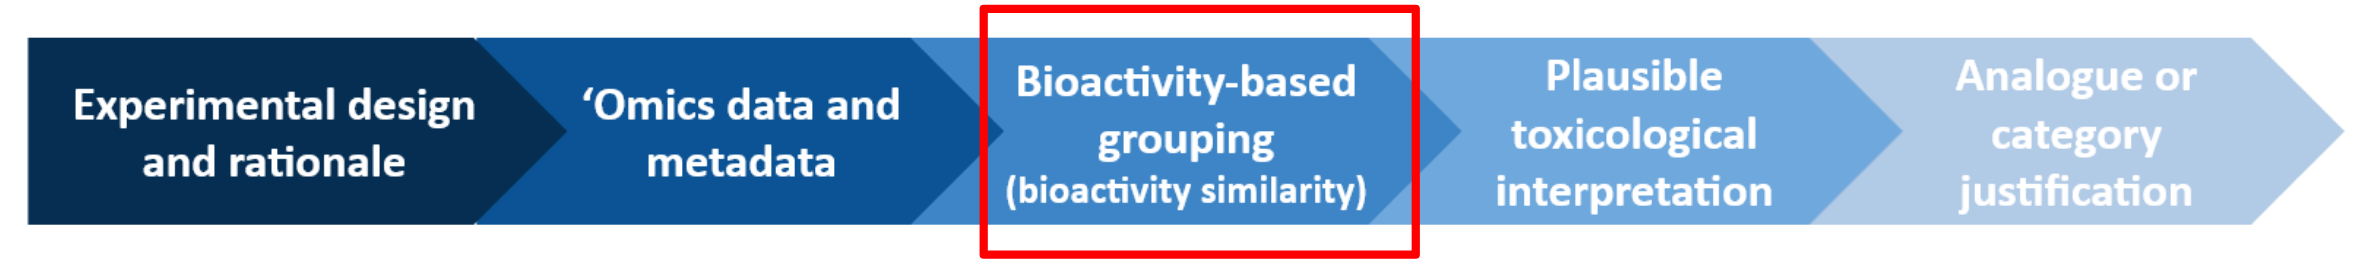 Experimental design
and rationale
‘Omics data and
metadata
Bioactivity-based
grouping
(bioactivity similarity)
Plausible
toxicological
interpretation
Analogue or
category
justification